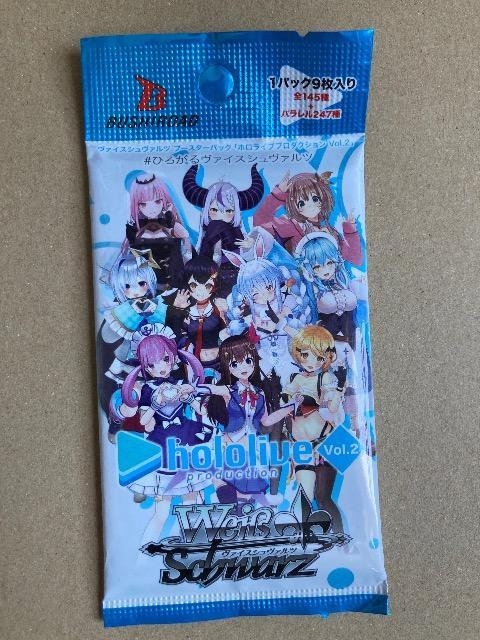 BUSHIROAD
1パック9枚入り
全145種
+
パラレル247種
ヴァイスシュヴァルツ ブースターパック「ホロライブプロダクション Vol.2」
#ひろがるヴァイスシュヴァルツ
hololive
production
Vol.2
Weiß
ヴァイスシュヴァルツ
Schwarz